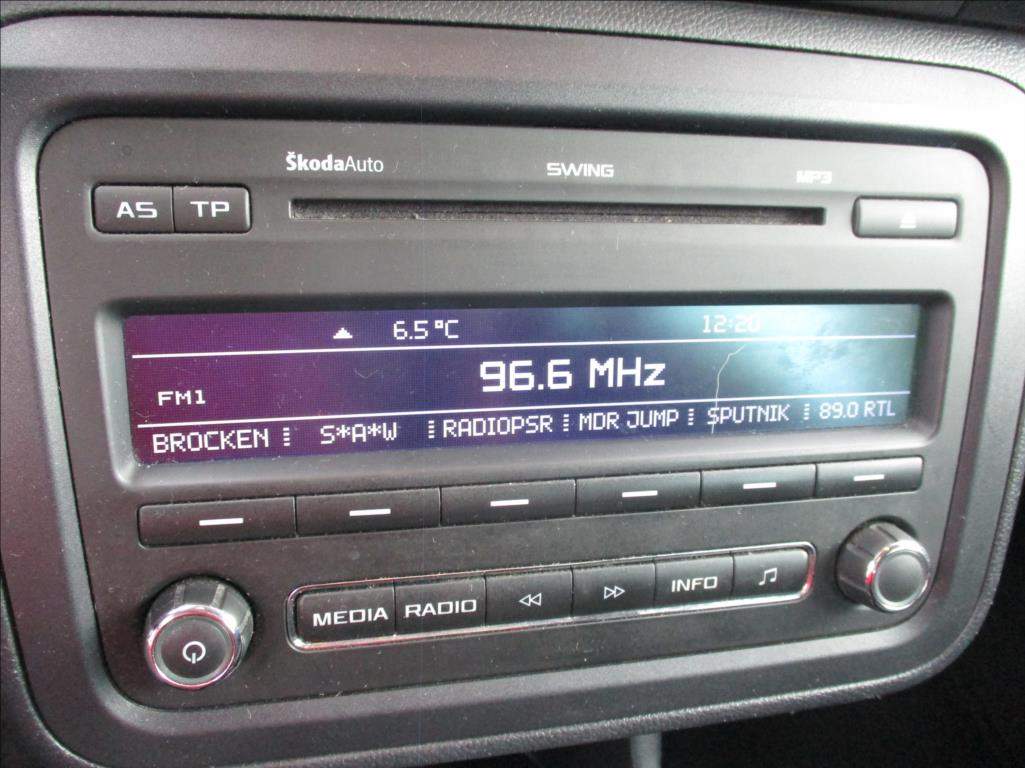 ŠkodaAuto SWING MP3
AS TP
6.5°C 12:20
96.6 MHz
FM1
BROCKEN S*A*W RADIOPSR MDR JUMP SPUTNIK 89.0 RTL
MEDIA RADIO INFO